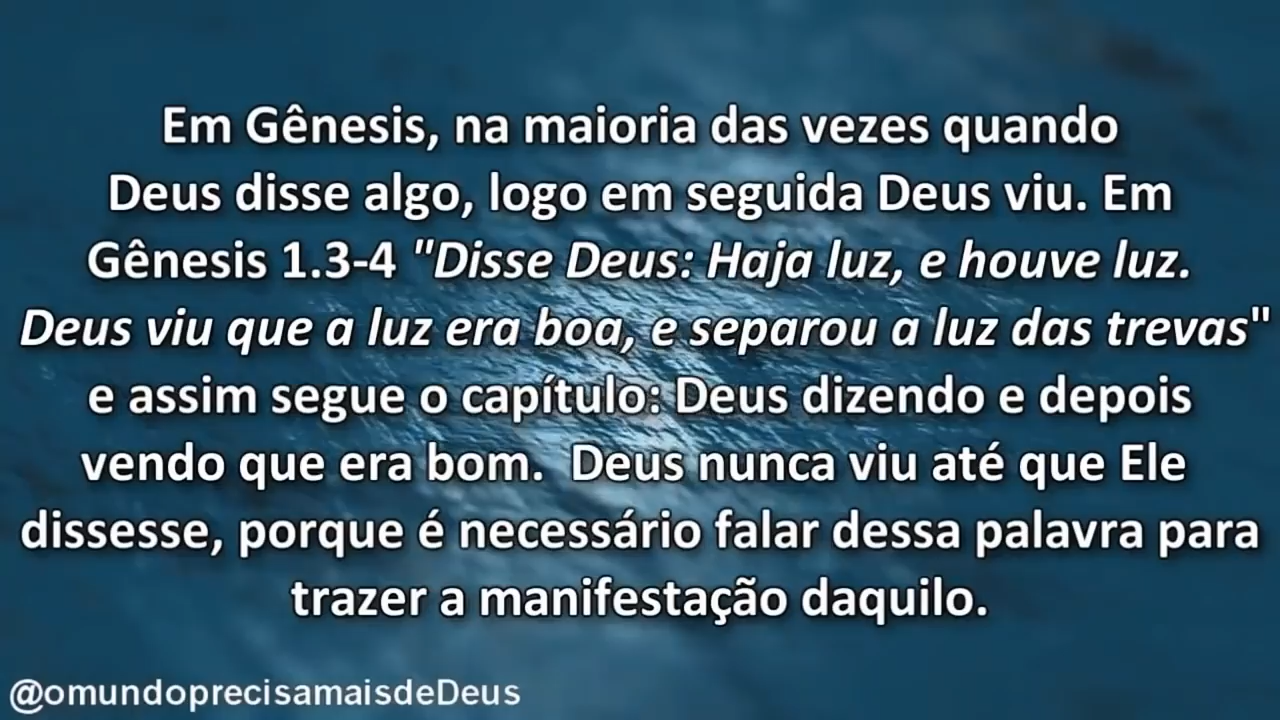 Em Gênesis, na maioria das vezes quando
Deus disse algo, logo em seguida Deus viu. Em
Gênesis 1.3-4 "Disse Deus: Haja luz, e houve luz.
Deus viu que a luz era boa, e separou a luz das trevas"
e assim segue o capítulo: Deus dizendo e depois
vendo que era bom.  Deus nunca viu até que Ele
dissesse, porque é necessário falar dessa palavra para
trazer a manifestação daquilo.
@omundoprecisamaisdeDeus